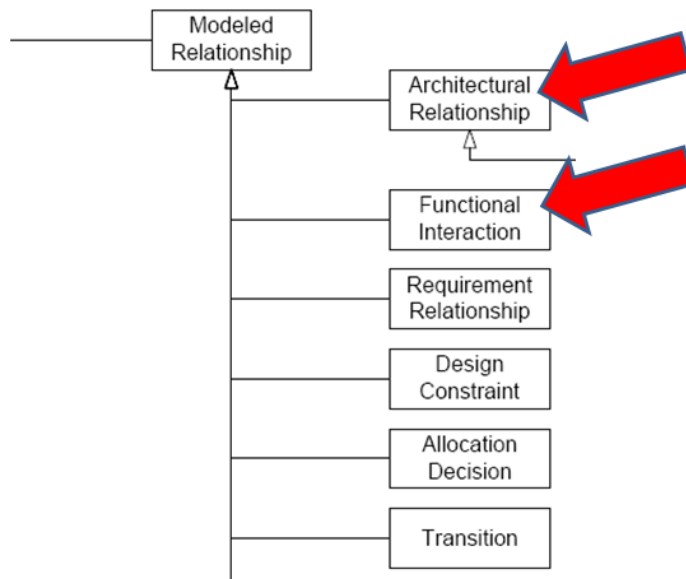 Modeled
Relationship
Architectural
Relationship
Functional
Interaction
Requirement
Relationship
Design
Constraint
Allocation
Decision
Transition